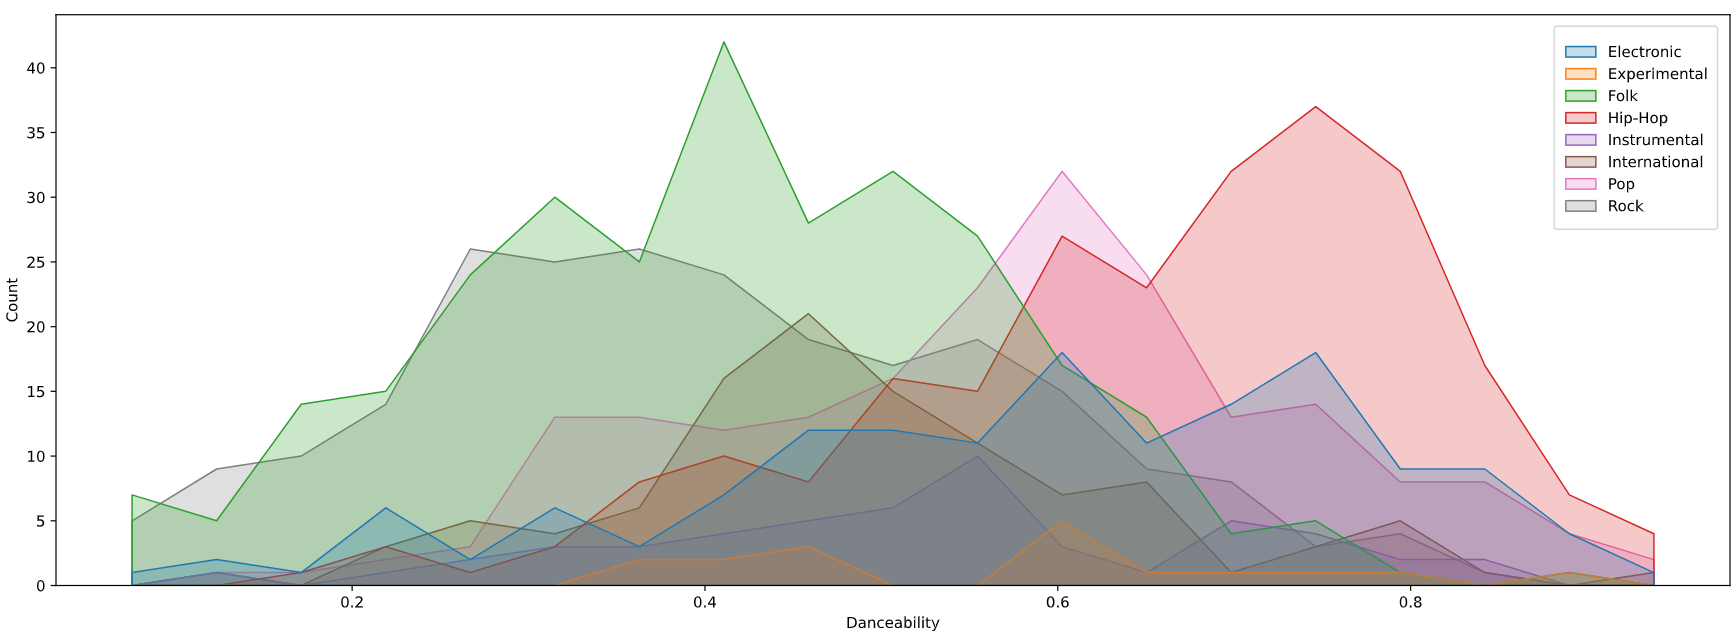 40
35
30
25
20
15
10
5
0
Count
0.2
0.4
0.6
0.8
Danceability
Electronic
Experimental
Folk
Hip-Hop
Instrumental
International
Pop
Rock